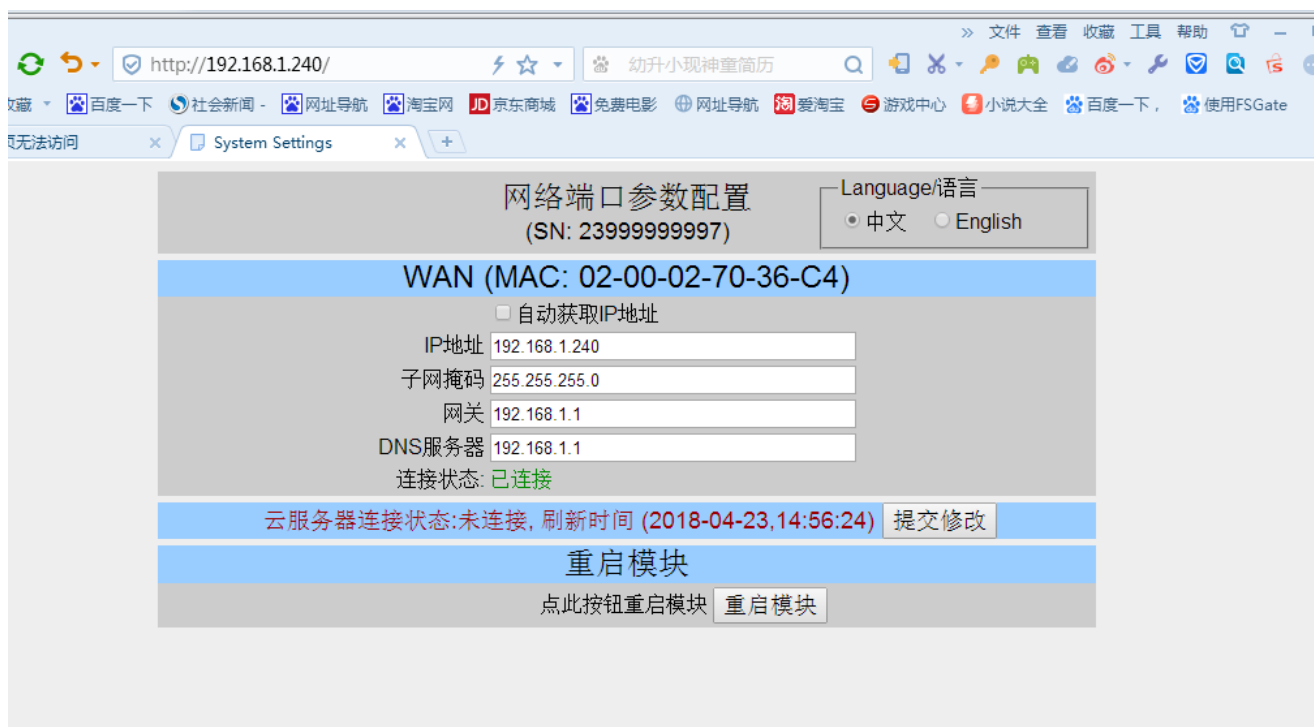 » 文件 查看 收藏 工具 帮助
http://192.168.1.240/ 幼升小现神童简历
收藏 百度一下 社会新闻 - 网址导航 淘宝网 JD 京东商城 免费电影 网址导航 淘 爱淘宝 游戏中心 小说大全 百度一下， 使用FSGate
页无法访问 × System Settings × +
网络端口参数配置
(SN: 23999999997)
Language/语言
中文 English
WAN (MAC: 02-00-02-70-36-C4)
自动获取IP地址
IP地址 192.168.1.240
子网掩码 255.255.255.0
网关 192.168.1.1
DNS服务器 192.168.1.1
连接状态: 已连接
云服务器连接状态:未连接, 刷新时间 (2018-04-23,14:56:24) 提交修改
重启模块
点此按钮重启模块 重启模块